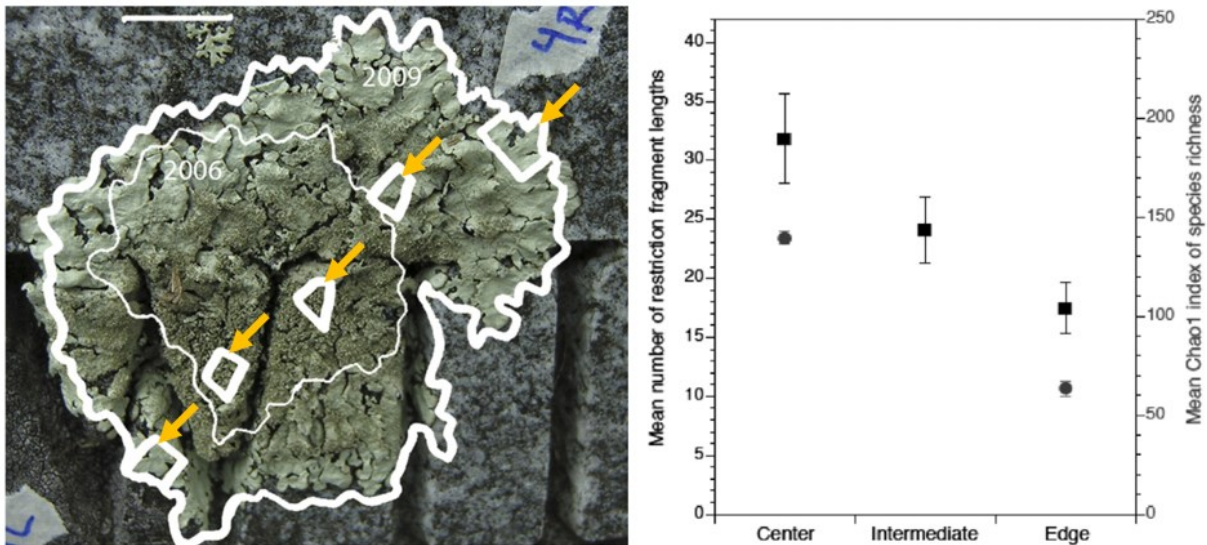 2009
2006
4R
L
Mean number of restriction fragment lengths
40
35
30
25
20
15
10
5
0
Center
Intermediate
Edge
250
200
150
100
50
0
Mean Chao1 index of species richness